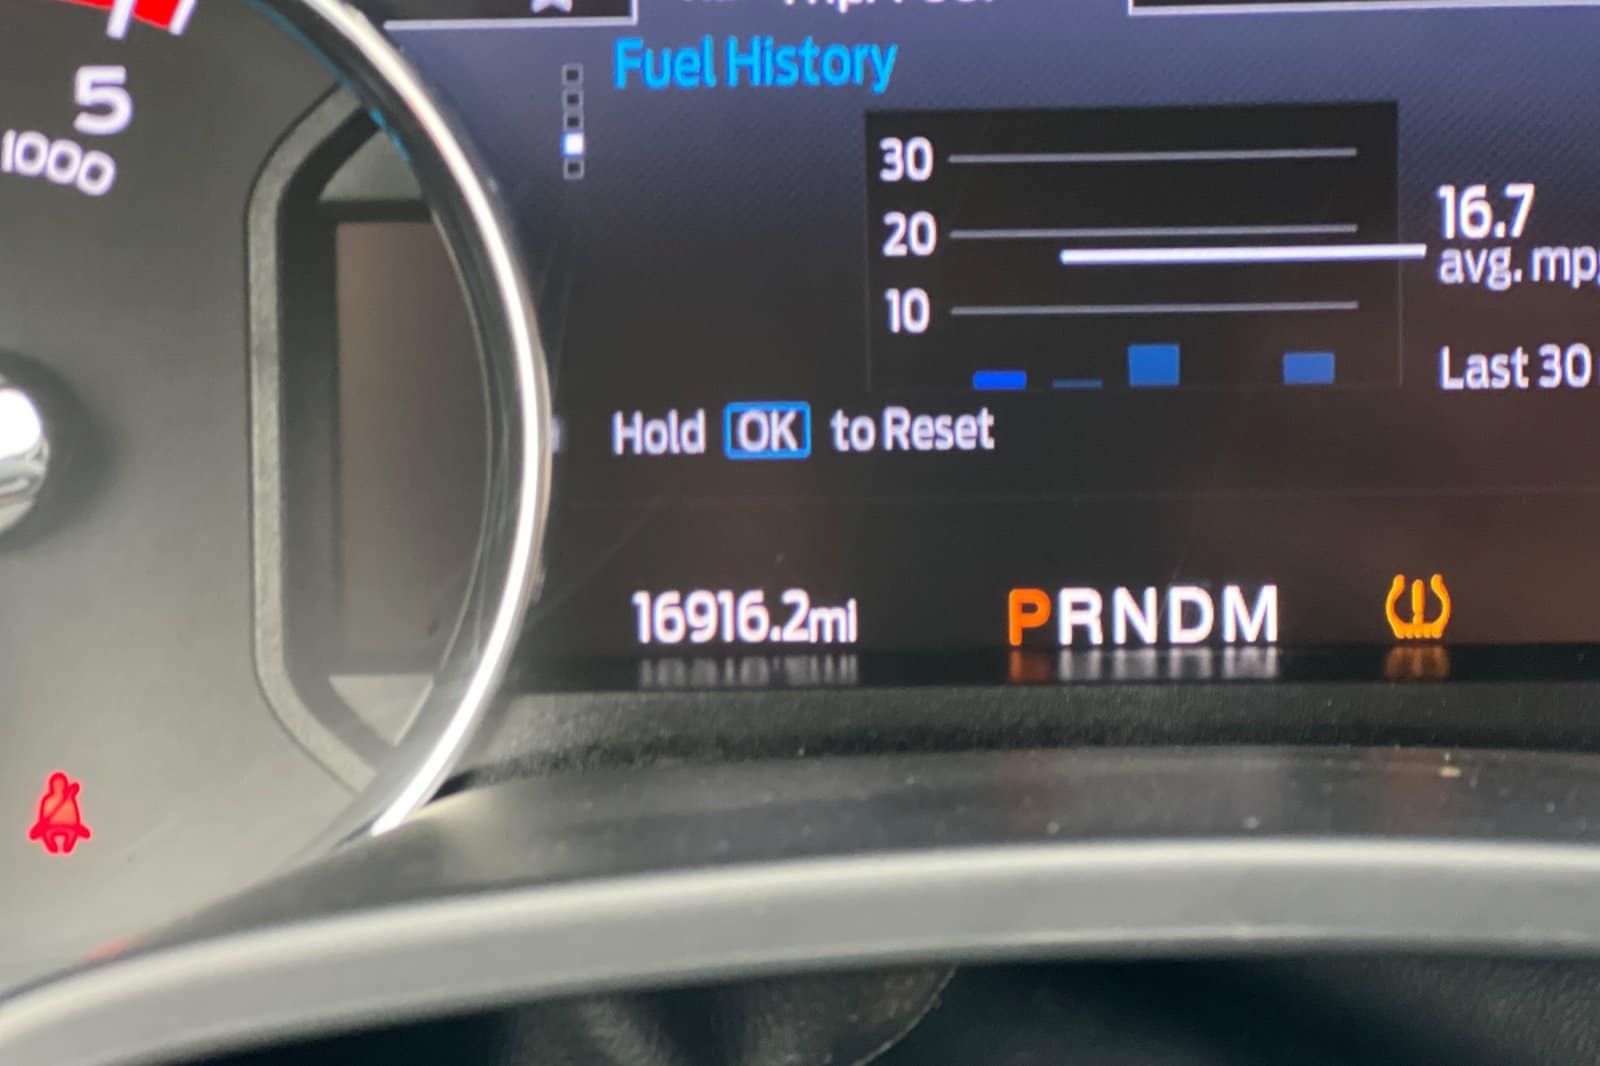 5
1000
Fuel History
30
20
10
16.7
avg. mp
Last 30
Hold OK to Reset
16916.2mi
PRNDM